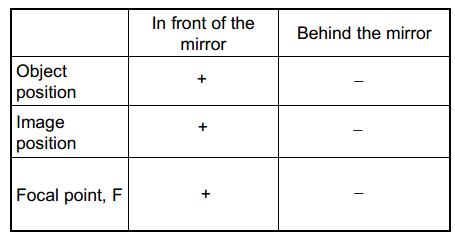 In front of the
mirror
Behind the mirror
Object
position
+
–
Image
position
+
–
Focal point, F
+
–